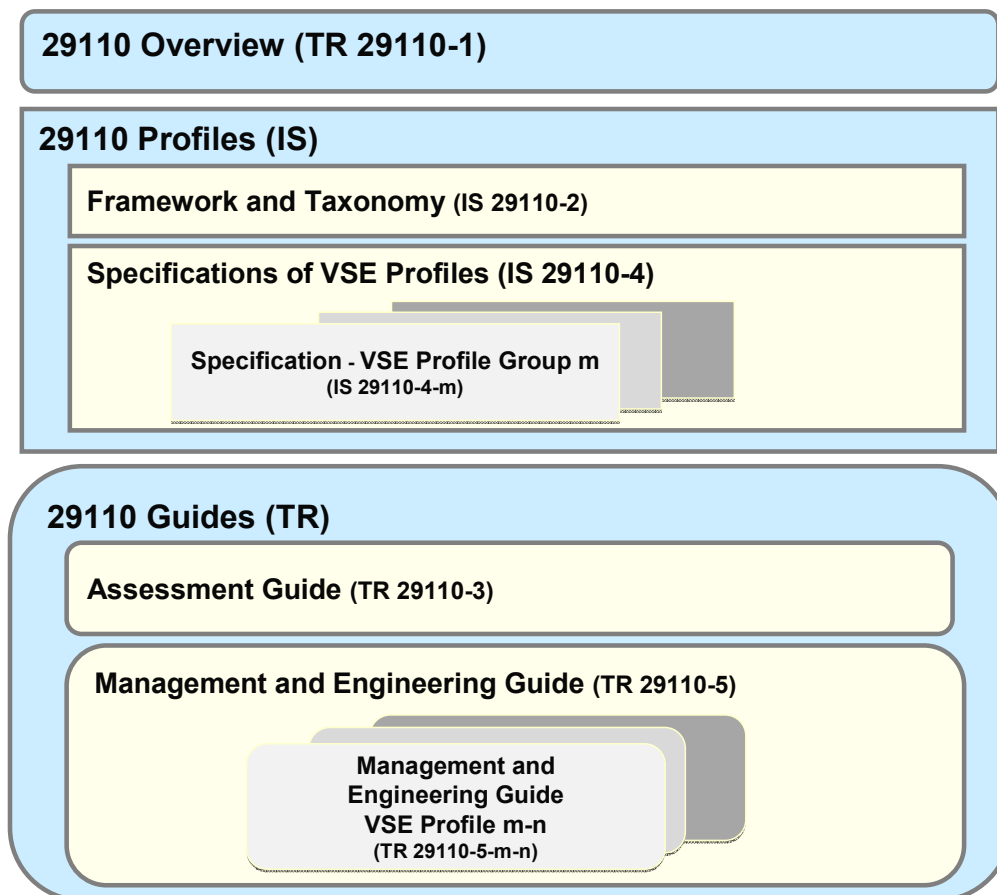 29110 Overview (TR 29110-1)
29110 Profiles (IS)
Framework and Taxonomy (IS 29110-2)
Specifications of VSE Profiles (IS 29110-4)
Specification - VSE Profile Group m
(IS 29110-4-m)
29110 Guides (TR)
Assessment Guide (TR 29110-3)
Management and Engineering Guide (TR 29110-5)
Management and
Engineering Guide
VSE Profile m-n
(TR 29110-5-m-n)